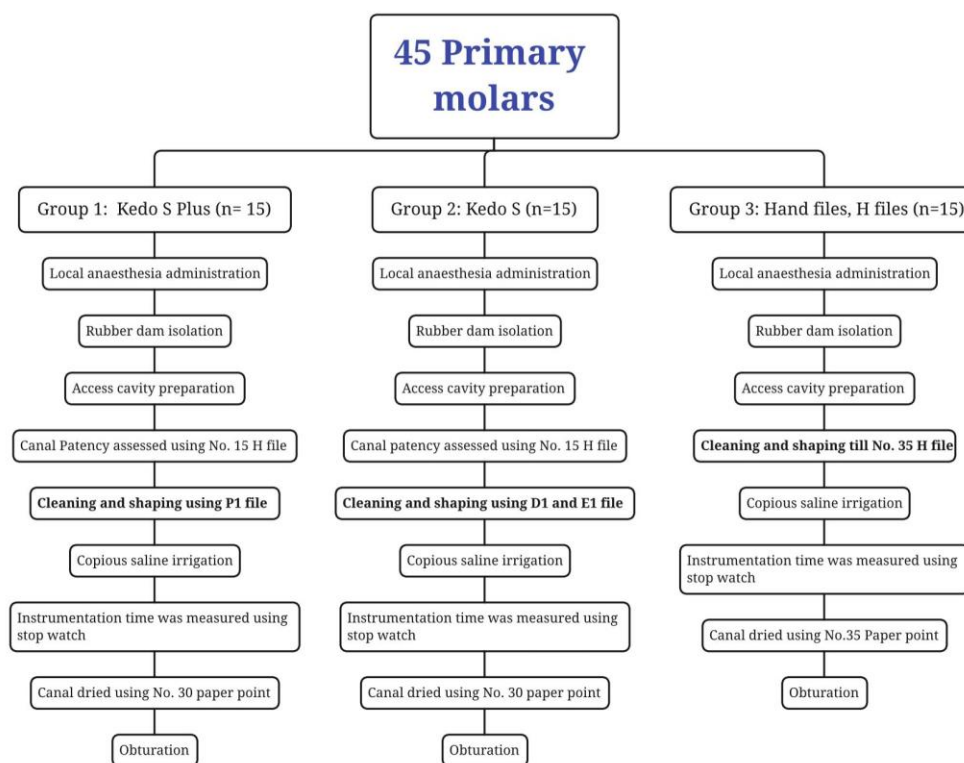 45 Primary
molars
Group 1:  Kedo S Plus (n= 15)
Local anaesthesia administration
Rubber dam isolation
Access cavity preparation
Canal Patency assessed using No. 15 H file
Cleaning and shaping using P1 file
Copious saline irrigation
Instrumentation time was measured using
stop watch
Canal dried using No. 30 paper point
Obturation
Group 2: Kedo S (n=15)
Local anaesthesia administration
Rubber dam isolation
Access cavity preparation
Canal patency assessed using No. 15 H file
Cleaning and shaping using D1 and E1 file
Copious saline irrigation
Instrumentation time was measured using
stop watch
Canal dried using No. 30 paper point
Obturation
Group 3: Hand files, H files (n=15)
Local anaesthesia administration
Rubber dam isolation
Access cavity preparation
Cleaning and shaping till No. 35 H file
Copious saline irrigation
Instrumentation time was measured using
stop watch
Canal dried using No.35 Paper point
Obturation